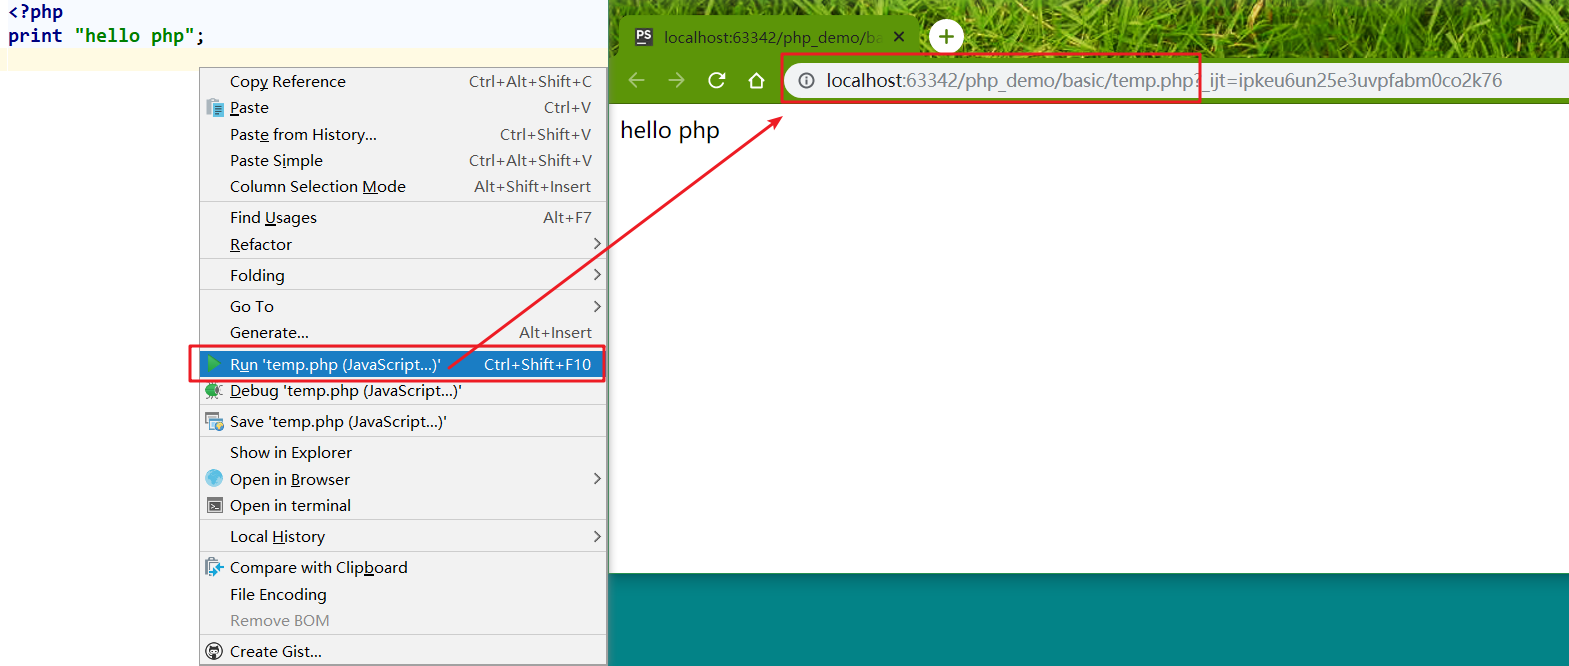 <?php
print "hello php";
Copy Reference Ctrl+Alt+Shift+C
Paste Ctrl+V
Paste from History... Ctrl+Shift+V
Paste Simple Ctrl+Alt+Shift+V
Column Selection Mode Alt+Shift+Insert
Find Usages Alt+F7
Refactor
Folding
Go To
Generate... Alt+Insert
Run 'temp.php (JavaScript...)' Ctrl+Shift+F10
Debug 'temp.php (JavaScript...)'
Save 'temp.php (JavaScript...)'
Show in Explorer
Open in Browser
Open in terminal
Local History
Compare with Clipboard
File Encoding
Remove BOM
Create Gist...
PS localhost:63342/php_demo/ba
localhost:63342/php_demo/basic/temp.php?_ijt=ipkeu6un25e3uvpfabm0co2k76
hello php